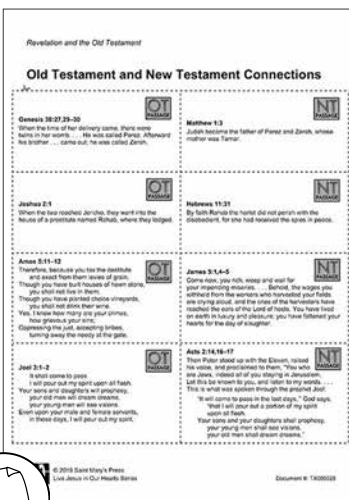 Revelation and the Old Testament
Old Testament and New Testament Connections
OT
PASSAGE
Genesis 38:27,29–30
When the time of her delivery came, there were
twins in her womb. . . . He was called Perez. Afterward
his brother . . . came out; he was called Zerah.
NT
PASSAGE
Matthew 1:3
Judah became the father of Perez and Zerah, whose
mother was Tamar.
OT
PASSAGE
Joshua 2:1
When the two reached Jericho, they went into the
house of a prostitute named Rahab, where they lodged.
NT
PASSAGE
Hebrews 11:31
By faith Rahab the harlot did not perish with the
disobedient, for she had received the spies in peace.
OT
PASSAGE
Amos 5:11–12
Therefore, because you tax the destitute
and exact from them levies of grain,
Though you have built houses of hewn stone,
you shall not live in them;
Though you have planted choice vineyards,
you shall not drink their wine.
Yes, I know how many are your crimes,
how grievous your sins;
Oppressing the just, accepting bribes,
turning away the needy at the gate.
NT
PASSAGE
James 5:1,4–5
Come now, you rich, weep and wail for
your impending miseries. . . . Behold, the wages you
withheld from the workers who harvested your fields
are crying aloud, and the cries of the harvesters have
reached the ears of the Lord of hosts. You have lived
on earth in luxury and pleasure; you have fattened your
hearts for the day of slaughter.
OT
PASSAGE
Joel 3:1–2
It shall come to pass
I will pour out my spirit upon all flesh.
Your sons and daughters will prophesy,
your old men will dream dreams,
your young men will see visions.
Even upon your male and female servants,
in those days, I will pour out my spirit.
NT
PASSAGE
Acts 2:14,16–17
Then Peter stood up with the Eleven, raised
his voice, and proclaimed to them, "You who
are Jews, indeed all of you staying in Jerusalem.
Let this be known to you, and listen to my words. . . .
This is what was spoken through the prophet Joel:
"It will come to pass in the last days," God says,
"that I will pour out a portion of my spirit
upon all flesh.
Your sons and your daughters shall prophesy,
your young men shall see visions,
your old men shall dream dreams."
© 2019 Saint Mary's Press
Live Jesus in Our Hearts Series
Document #: